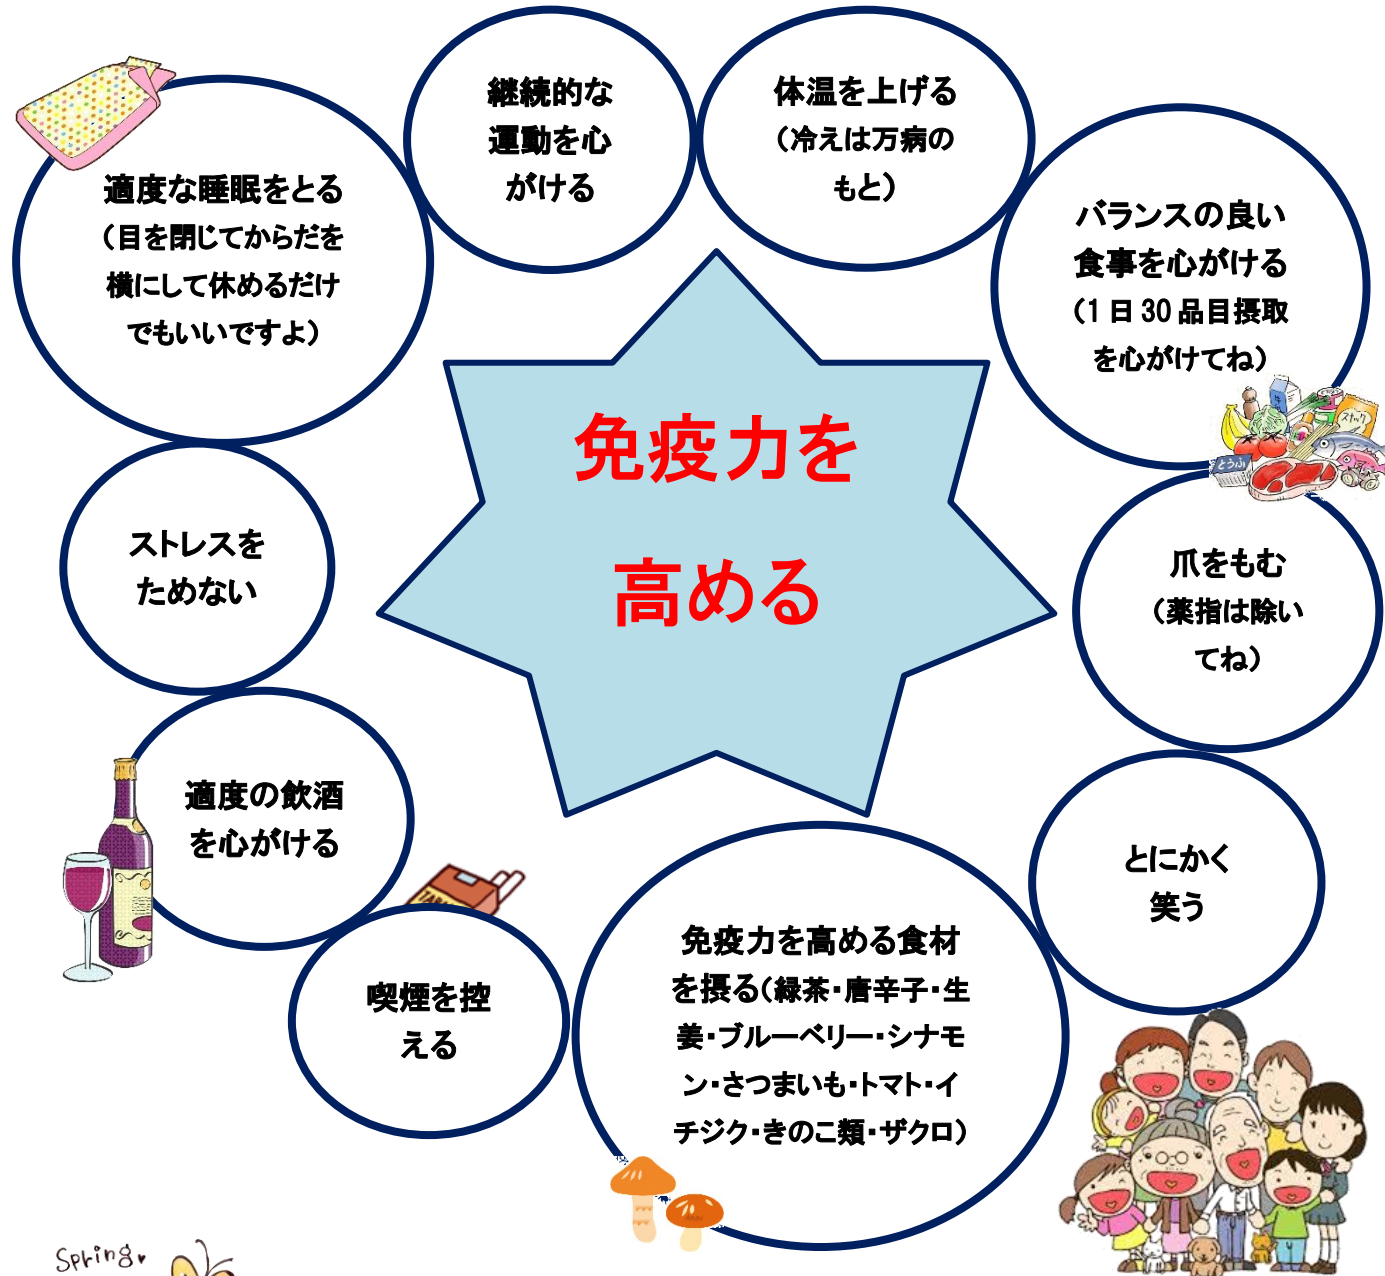 継続的な
運動を心
がける
体温を上げる
（冷えは万病の
もと）
適度な睡眠をとる
（目を閉じてからだを
横にして休めるだけ
でもいいですよ）
バランスの良い
食事を心がける
（1日30品目摂取
を心がけてね）
とうふ
免疫力を
高める
ストレスを
ためない
爪をもむ
（薬指は除い
てね）
適度の飲酒
を心がける
とにかく
笑う
喫煙を控
える
免疫力を高める食材
を摂る（緑茶・唐辛子・生
姜・ブルーベリー・シナモ
ン・さつまいも・トマト・イ
チジク・きのこ類・ザクロ）
Spring